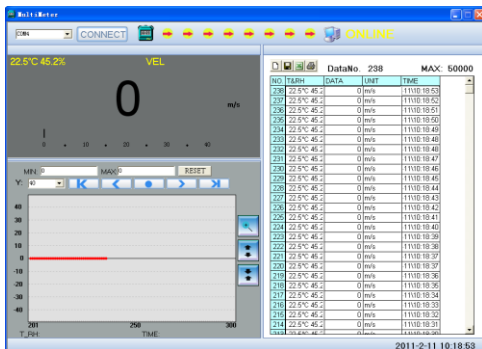 MultiMeter
COM4 CONNECT ONLINE
22.5°C 45.2% VEL
0 m/s
0 10 20 30 40
MIN: 0 MAX: 0 RESET
Y: 40
40
30
20
10
0
-10
-20
-30
-40
201 250 300
T_RH: TIME:
DataNo. 238 MAX: 50000
NO. T&RH DATA UNIT TIME
238 22.5°C 45.2 0 m/s -11\10:18:53
237 22.5°C 45.2 0 m/s -11\10:18:52
236 22.5°C 45.2 0 m/s -11\10:18:51
235 22.5°C 45.2 0 m/s -11\10:18:50
234 22.5°C 45.2 0 m/s -11\10:18:49
233 22.5°C 45.2 0 m/s -11\10:18:48
232 22.5°C 45.2 0 m/s -11\10:18:48
231 22.5°C 45.2 0 m/s -11\10:18:47
230 22.5°C 45.2 0 m/s -11\10:18:46
229 22.5°C 45.2 0 m/s -11\10:18:45
228 22.5°C 45.2 0 m/s -11\10:18:44
227 22.5°C 45.2 0 m/s -11\10:18:43
226 22.5°C 45.2 0 m/s -11\10:18:42
225 22.5°C 45.2 0 m/s -11\10:18:41
224 22.5°C 45.2 0 m/s -11\10:18:40
223 22.5°C 45.2 0 m/s -11\10:18:39
222 22.5°C 45.2 0 m/s -11\10:18:38
221 22.5°C 45.2 0 m/s -11\10:18:37
220 22.5°C 45.2 0 m/s -11\10:18:37
219 22.5°C 45.2 0 m/s -11\10:18:36
218 22.5°C 45.2 0 m/s -11\10:18:35
217 22.5°C 45.2 0 m/s -11\10:18:34
216 22.5°C 45.2 0 m/s -11\10:18:33
215 22.5°C 45.2 0 m/s -11\10:18:32
214 22.5°C 45.2 0 m/s -11\10:18:31
2011-2-11 10:18:53